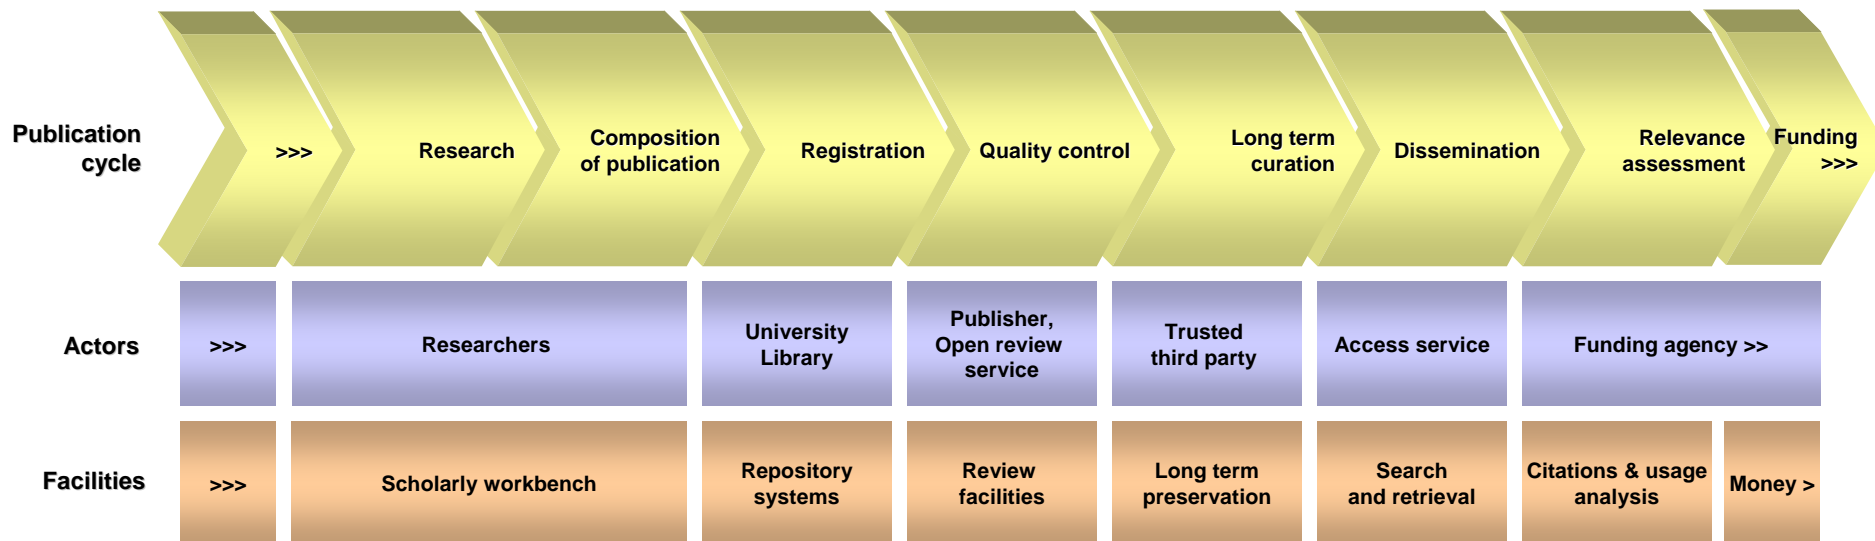 Publication
cycle
>>>
Research
Composition
of publication
Registration
Quality control
Long term
curation
Dissemination
Relevance
assessment
Funding
>>>
Actors
>>>
Researchers
University
Library
Publisher,
Open review
service
Trusted
third party
Access service
Funding agency >>
Facilities
>>>
Scholarly workbench
Repository
systems
Review
facilities
Long term
preservation
Search
and retrieval
Citations & usage
analysis
Money >